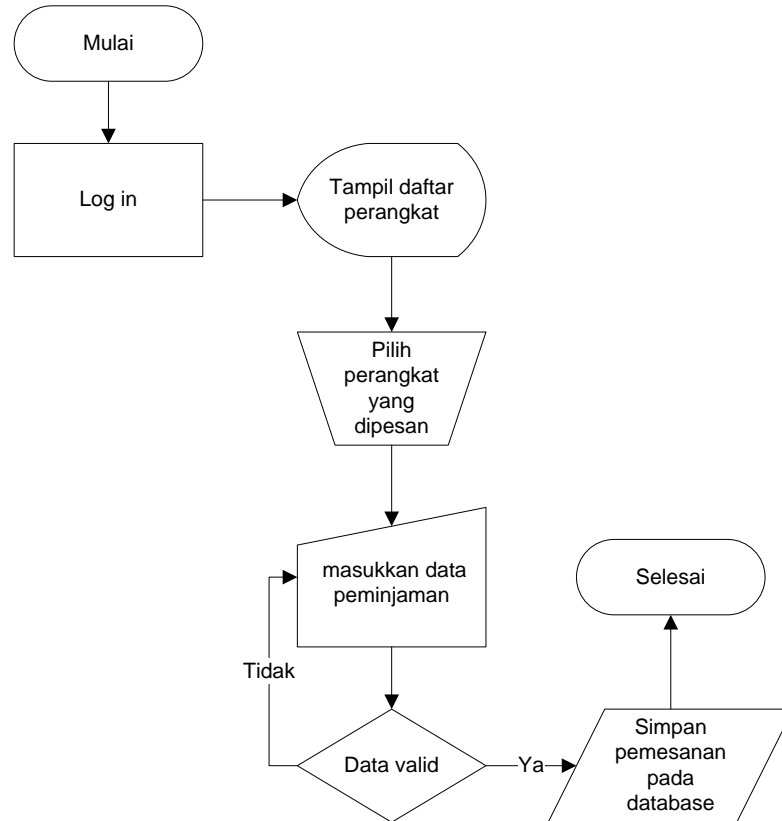 Mulai
Log in
Tampil daftar
perangkat
Pilih
perangkat
yang
dipesan
masukkan data
peminjaman
Tidak
Data valid
Ya
Simpan
pemesanan
pada
database
Selesai